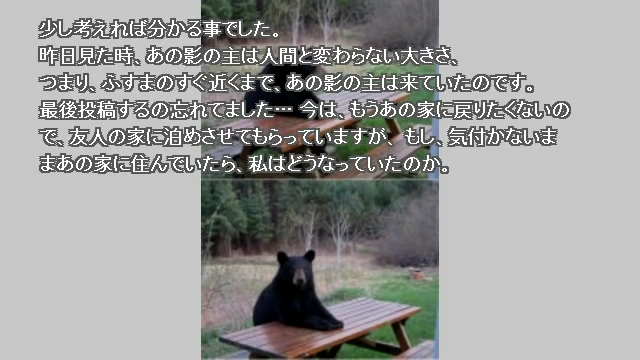 少し考えれば分かる事でした。
昨日見た時、あの影の主は人間と変わらない大きさ、
つまり、ふすまのすぐ近くまで、あの影の主は来ていたのです。
最後投稿するの忘れてました… 今は、もうあの家に戻りたくないの
で、友人の家に泊めさせてもらっていますが、 もし、気付かないま
まあの家に住んでいたら、私はどうなっていたのか。